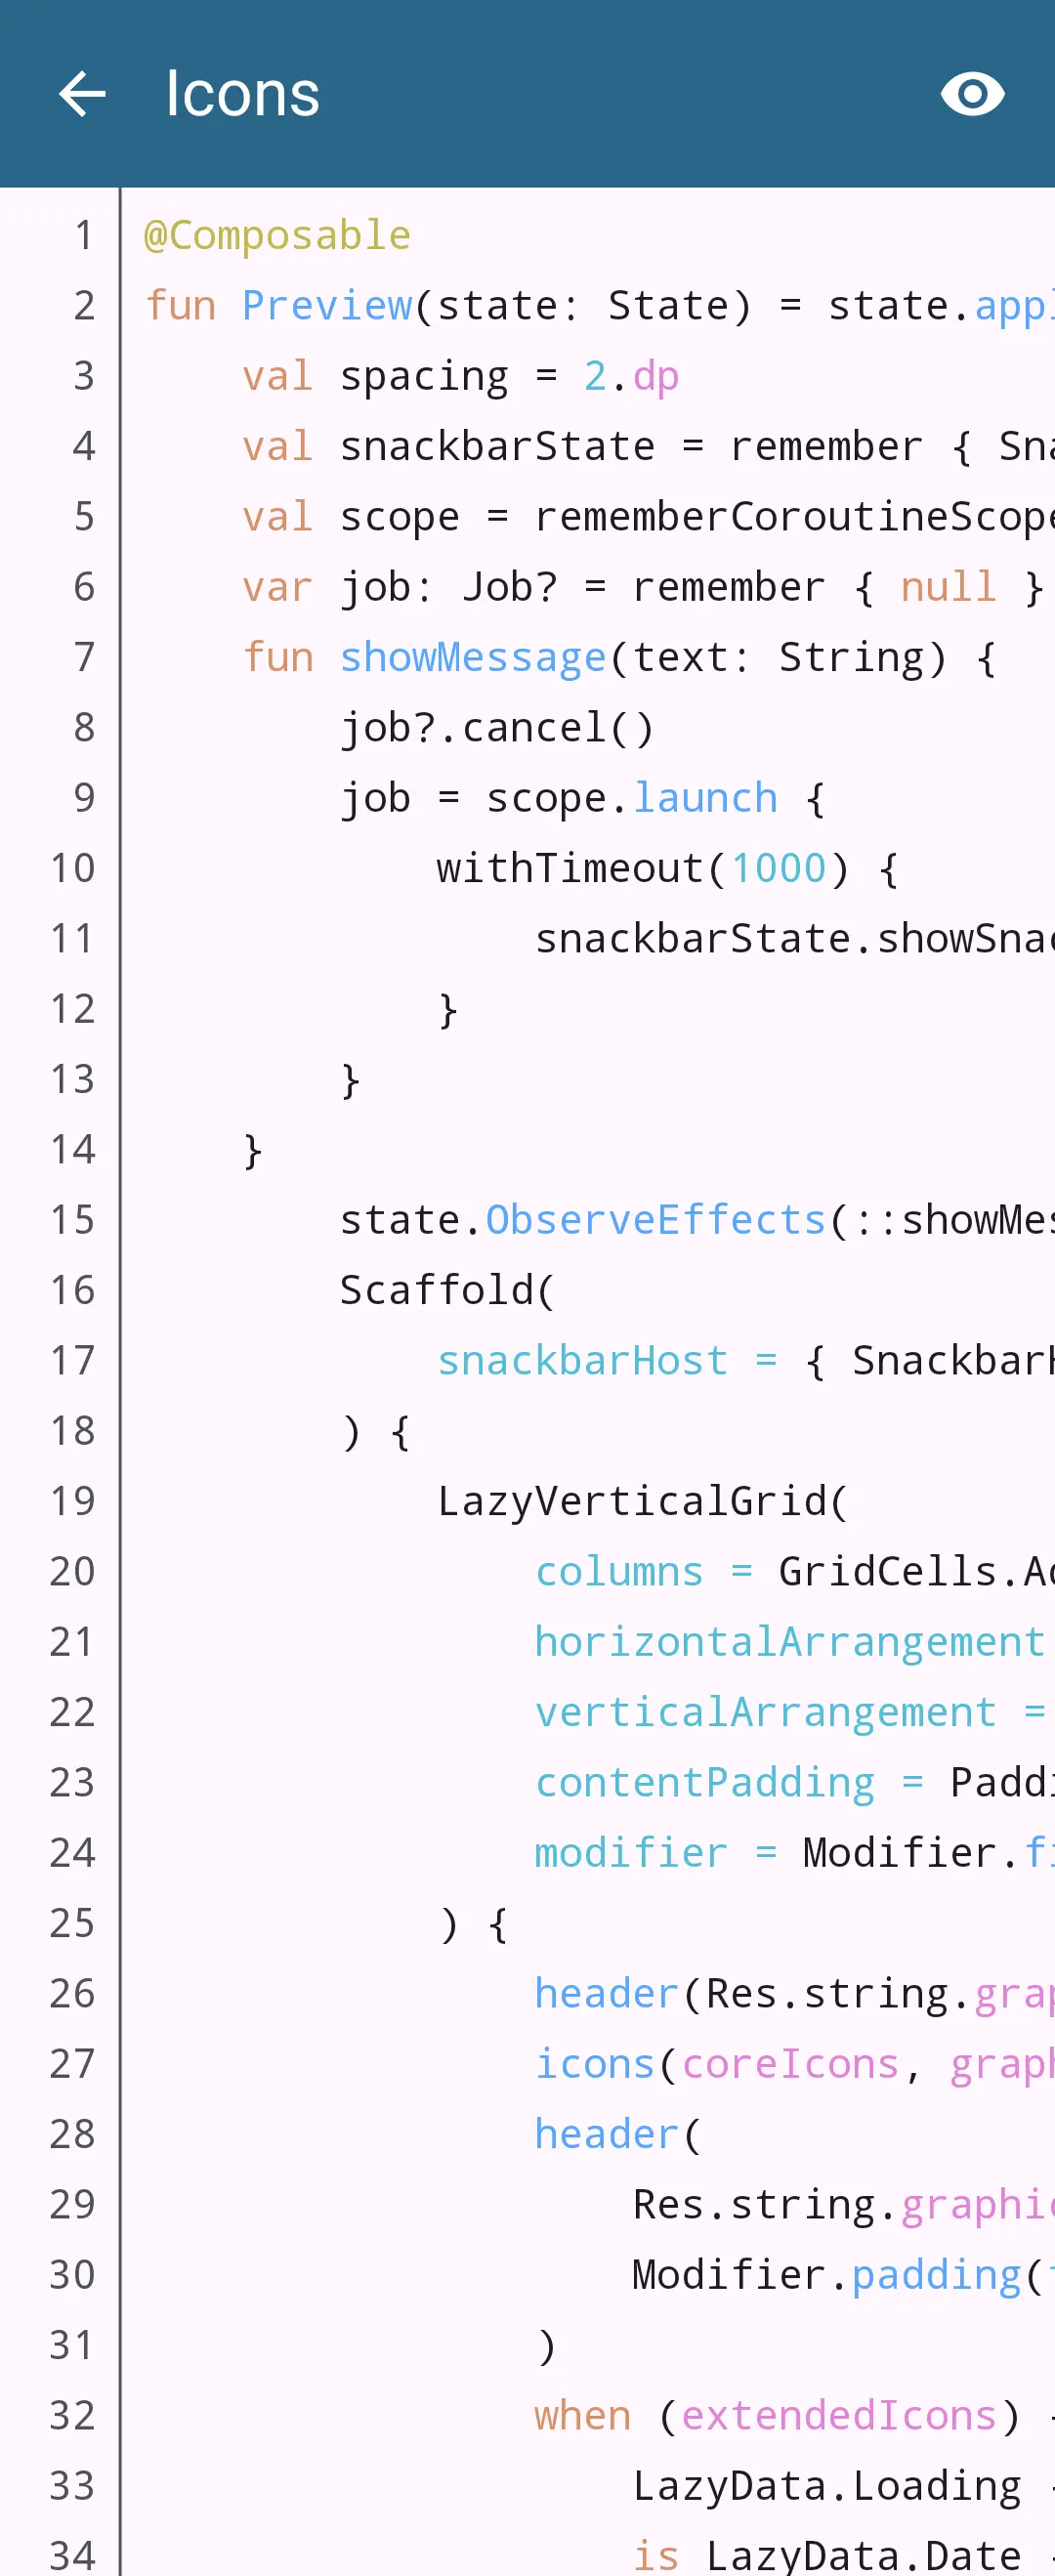 Icons
1 @Composable
2 fun Preview(state: State) = state.appl
3 val spacing = 2.dp
4 val snackbarState = remember { Sna
5 val scope = rememberCoroutineScope
6 var job: Job? = remember { null }
7 fun showMessage(text: String) {
8 job?.cancel()
9 job = scope.launch {
10 withTimeout(1000) {
11 snackbarState.showSnac
12 }
13 }
14 }
15 state.ObserveEffects(::showMes
16 Scaffold(
17 snackbarHost = { SnackbarH
18 ) {
19 LazyVerticalGrid(
20 columns = GridCells.Ad
21 horizontalArrangement
22 verticalArrangement =
23 contentPadding = Paddi
24 modifier = Modifier.fi
25 ) {
26 header(Res.string.grap
27 icons(coreIcons, graph
28 header(
29 Res.string.graphic
30 Modifier.padding(
31 )
32 when (extendedIcons)
33 LazyData.Loading
34 is LazyData.Date